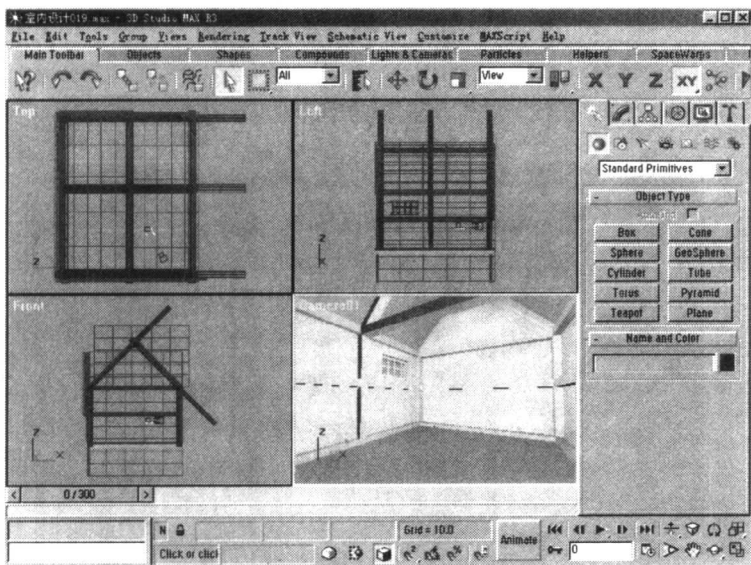 室内设计019.max - 3D Studio MAX R3
File Edit Tools Group Views Rendering Track View Schematic View Customize MAXScript Help
Main Toolbar Objects Shapes Compounds Lights & Cameras Particles Helpers SpaceWarps
All View X Y Z XY
Top
Left
Standard Primitives
- Object Type
AutoGrid
Box Cone
Sphere GeoSphere
Cylinder Tube
Torus Pyramid
Teapot Plane
- Name and Color
Z
Z
X
Front
Camera01
Z
X
Z
X
< 0 / 300 >
N Grid = 10.0 Animate
Click or clicl 0